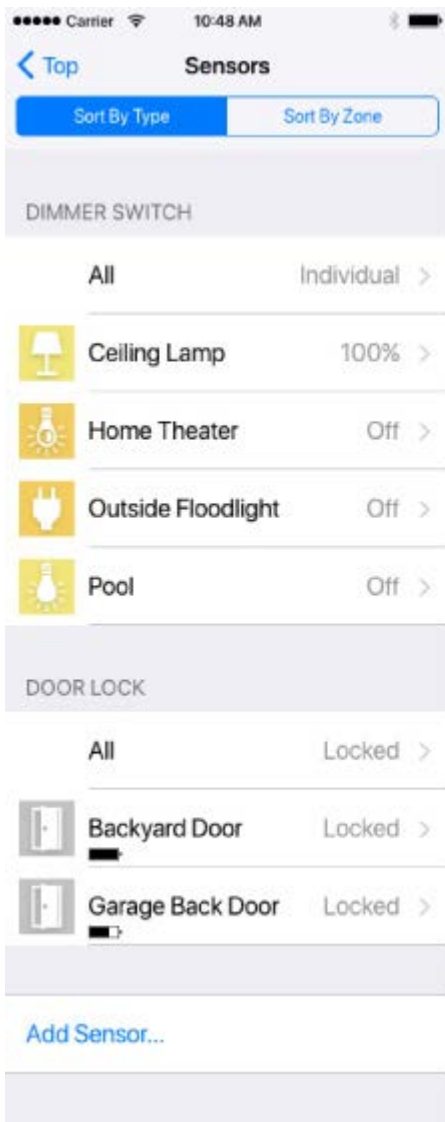 Carrier 10:48 AM
Top Sensors
Sort By Type Sort By Zone
DIMMER SWITCH
All Individual
Ceiling Lamp 100%
Home Theater Off
Outside Floodlight Off
Pool Off
DOOR LOCK
All Locked
Backyard Door Locked
Garage Back Door Locked
Add Sensor...